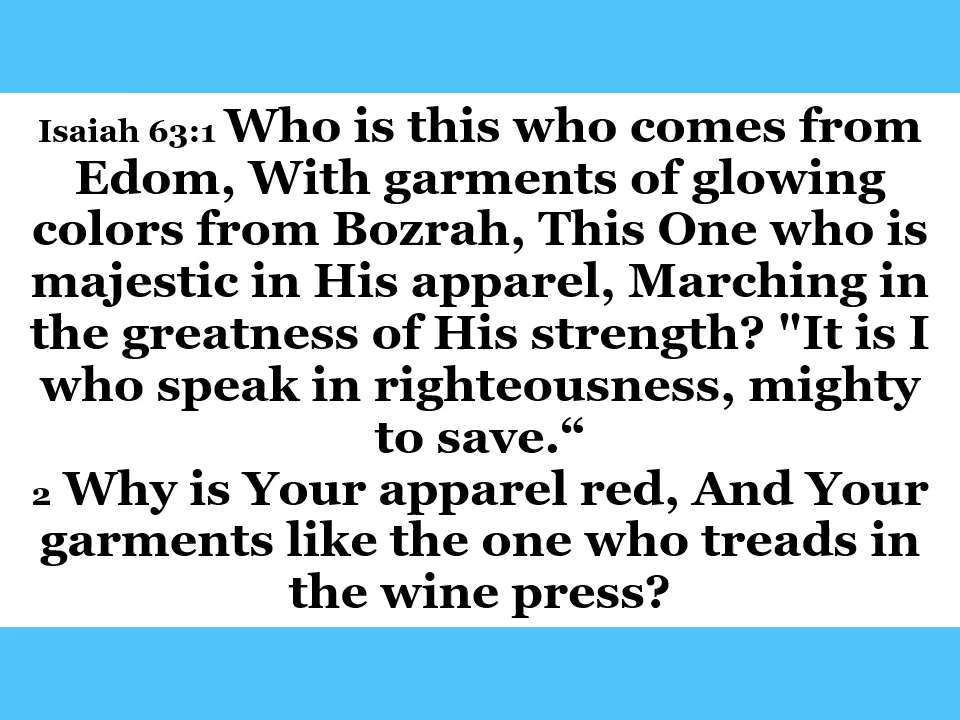 Isaiah 63:1 Who is this who comes from
Edom, With garments of glowing
colors from Bozrah, This One who is
majestic in His apparel, Marching in
the greatness of His strength? "It is I
who speak in righteousness, mighty
to save.“
2 Why is Your apparel red, And Your
garments like the one who treads in
the wine press?